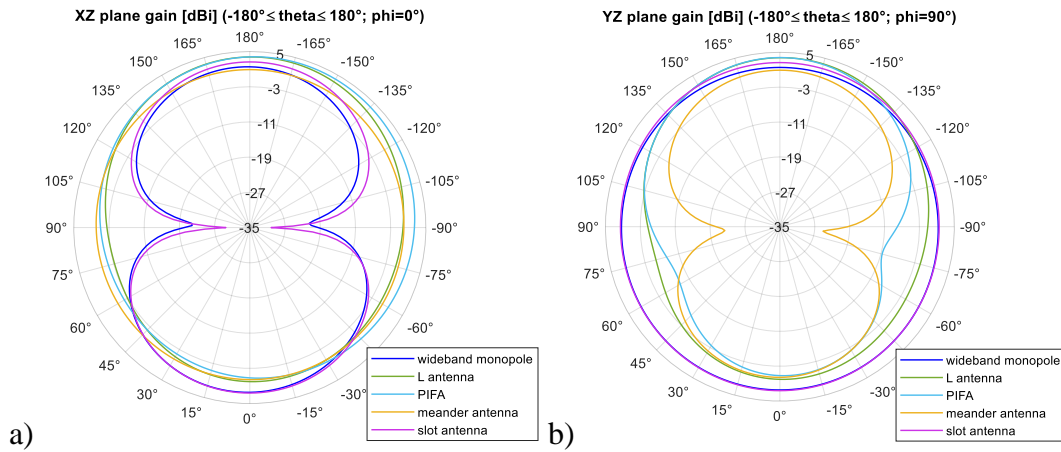 XZ plane gain [dBi] (-180°≤ theta≤ 180°; phi=0°)
180°
165° -165°
150° -150°
135° -135°
120° -120°
105° -105°
90° -90°
75° -75°
60° -60°
45°
30° -30°
15° -15°
0°
5
-3
-11
-19
-27
-35
wideband monopole
L antenna
PIFA
meander antenna
slot antenna
a)
YZ plane gain [dBi] (-180°≤ theta≤ 180°; phi=90°)
180°
165° -165°
150° -150°
135° -135°
120° -120°
105° -105°
90° -90°
75° -75°
60° -60°
45°
30° -30°
15° -15°
0°
5
-3
-11
-19
-27
-35
wideband monopole
L antenna
PIFA
meander antenna
slot antenna
b)